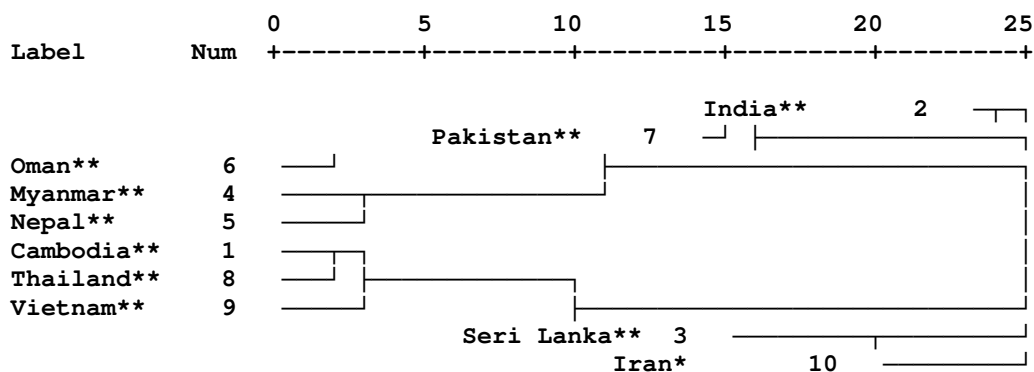 0 5 10 15 20 25
Label Num
India** 2
Pakistan** 7
Oman** 6
Myanmar** 4
Nepal** 5
Cambodia** 1
Thailand** 8
Vietnam** 9
Seri Lanka** 3
Iran* 10